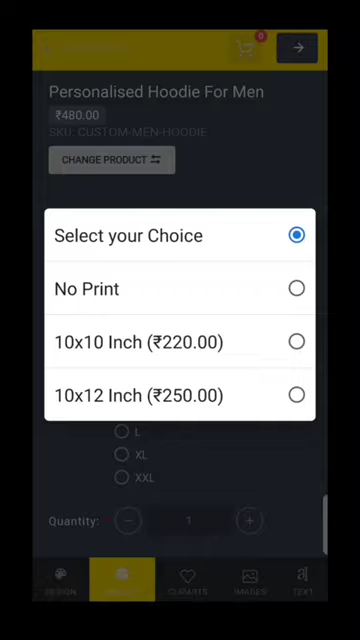 0
Personalised Hoodie For Men
₹480.00
SKU: CUSTOM-MEN-HOODIE
CHANGE PRODUCT
Select your Choice
No Print
10x10 Inch (₹220.00)
10x12 Inch (₹250.00)
L
XL
XXL
Quantity: 1
DESIGN
CLIPARTS
IMAGES
TEXT